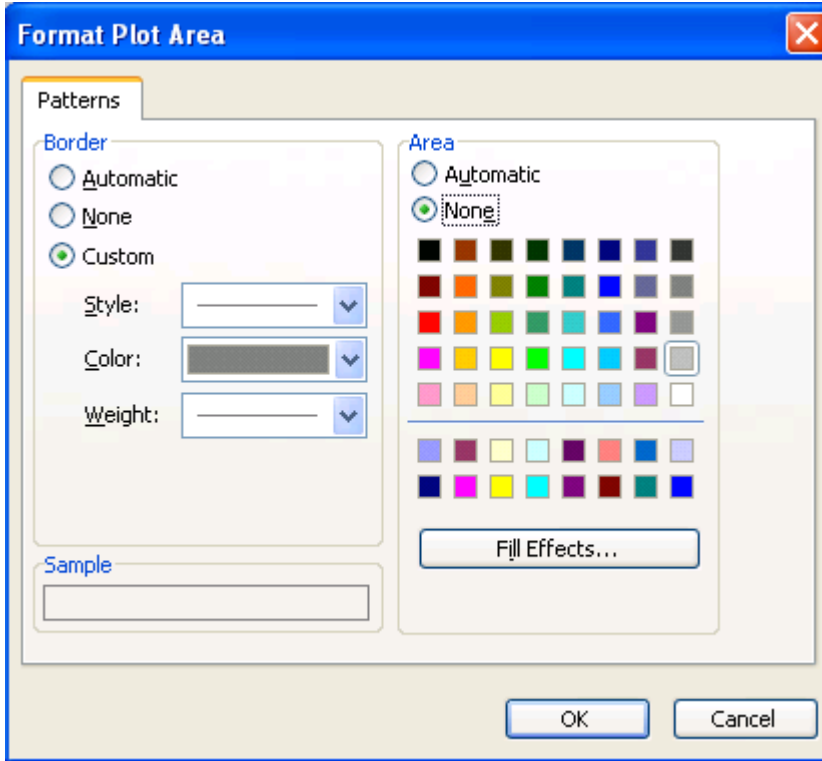 Format Plot Area
Patterns
Border
Automatic
None
Custom
Style:
Color:
Weight:
Sample
Area
Automatic
None
Fill Effects...
OK
Cancel